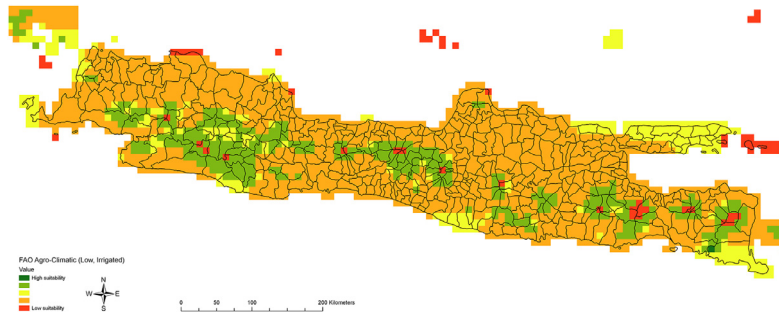 FAO Agro-Climatic (Low, Irrigated)
Value
High suitability
Low suitability
N
W E
S
0 50 100 200 Kilometers